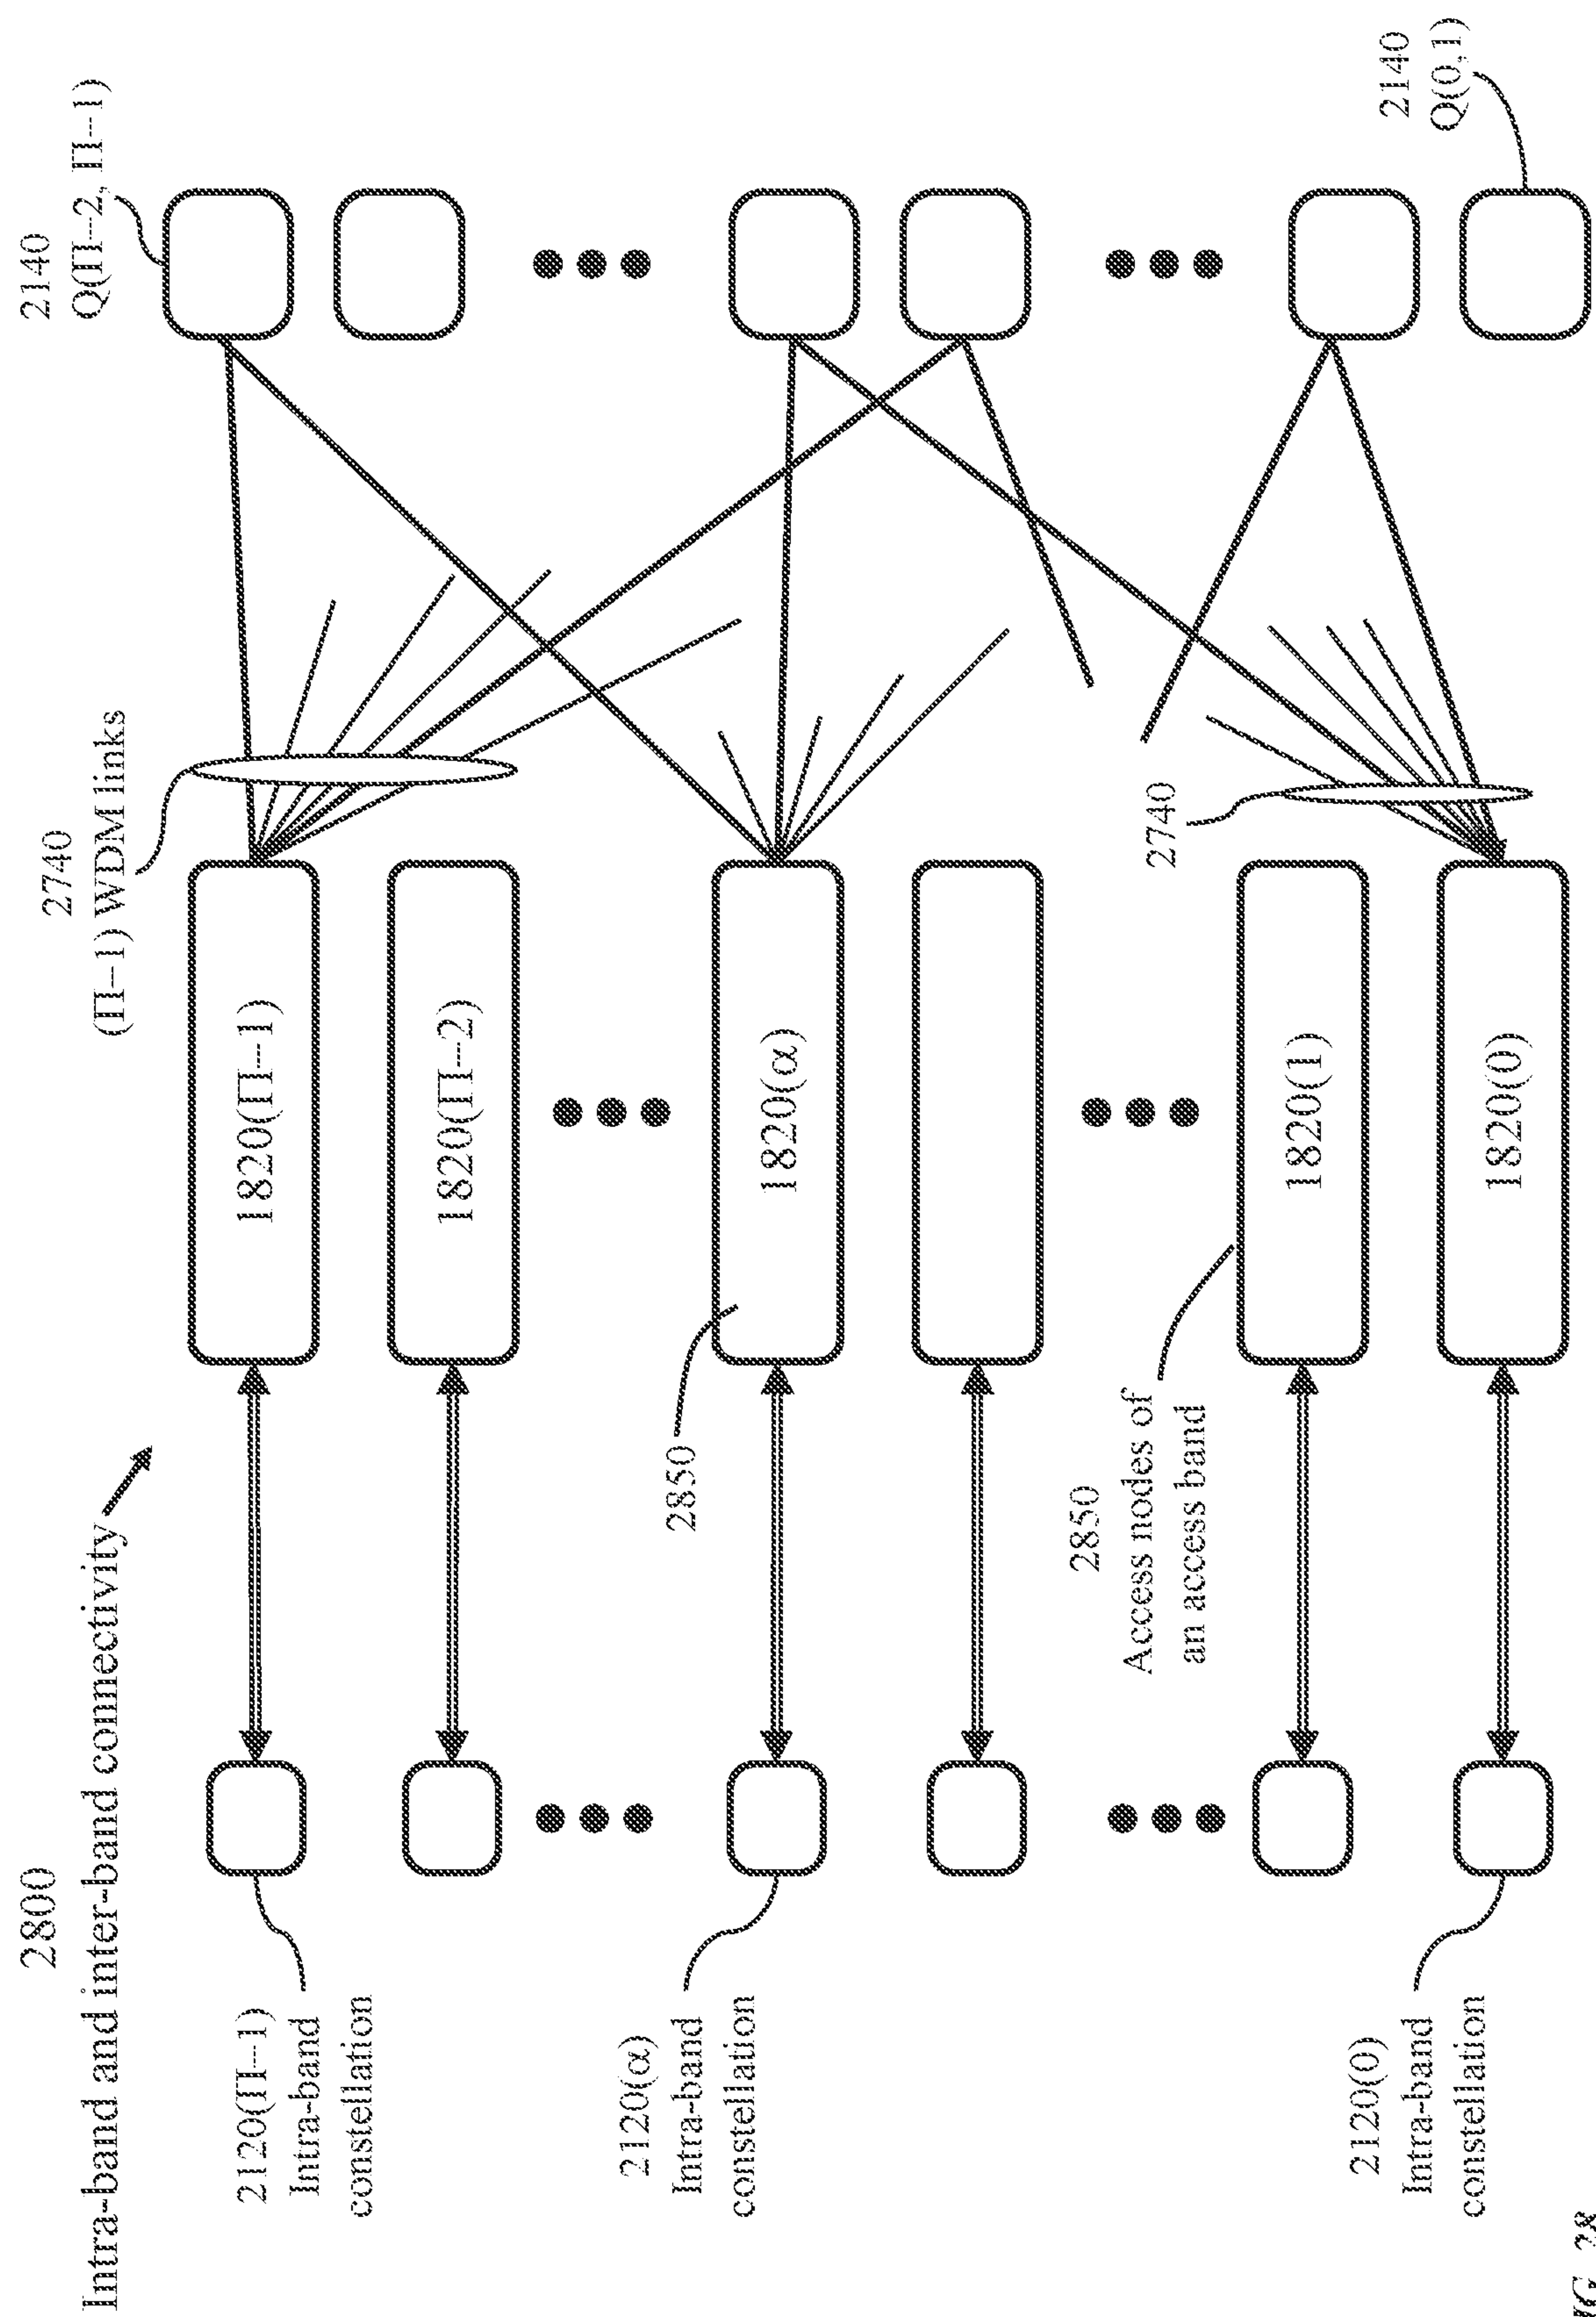 2800
Intra-band and inter-band connectivity
2740
(Π–1) WDM links
2140
Q(Π–2, Π–1)
2120(Π–1)
Intra-band
constellation
1820(Π–1)
1820(Π–2)
2120(α)
Intra-band
constellation
2850
1820(α)
2850
Access nodes of
an access band
2740
1820(1)
2120(0)
Intra-band
constellation
1820(0)
2140
Q(0,1)
28